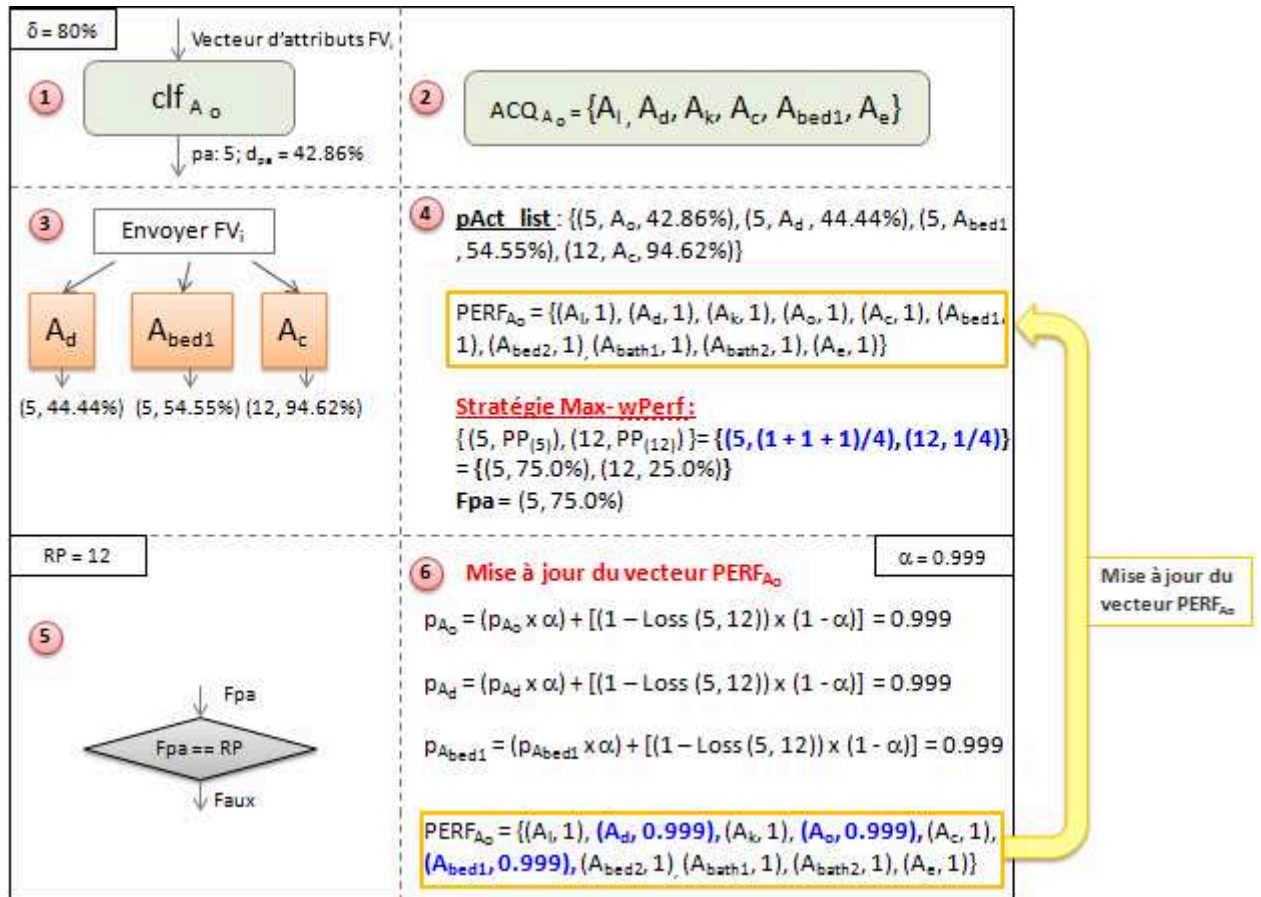 δ = 80%
Vecteur d'attributs FVi
1
clf A o
pa: 5; dpa = 42.86%
2
ACQAo = {Al , Ad, Ak, Ac, Abed1, Ae}
3
Envoyer FVi
Ad
Abed1
Ac
(5, 44.44%) (5, 54.55%) (12, 94.62%)
4
pAct list : {(5, Ao, 42.86%), (5, Ad , 44.44%), (5, Abed1
, 54.55%), (12, Ac, 94.62%)}
PERFAo = {(Al, 1), (Ad, 1), (Ak, 1), (Ao, 1), (Ac, 1), (Abed1,
1), (Abed2, 1), (Abath1, 1), (Abath2, 1), (Ae, 1)}
Stratégie Max- wPerf :
{ (5, PP(5)), (12, PP(12)) }= {(5, (1 + 1 + 1)/4), (12, 1/4)}
= {(5, 75.0%), (12, 25.0%)}
Fpa = (5, 75.0%)
RP = 12
5
Fpa
Fpa == RP
Faux
6
Mise à jour du vecteur PERFAo
α = 0.999
pAo = (pAo x α) + [(1 – Loss (5, 12)) x (1 - α)] = 0.999
pAd = (pAd x α) + [(1 – Loss (5, 12)) x (1 - α)] = 0.999
pAbed1 = (pAbed1 x α) + [(1 – Loss (5, 12)) x (1 - α)] = 0.999
PERFAo = {(Al, 1), (Ad, 0.999), (Ak, 1), (Ao, 0.999), (Ac, 1),
(Abed1, 0.999), (Abed2, 1), (Abath1, 1), (Abath2, 1), (Ae, 1)}
Mise à jour du
vecteur PERFAo